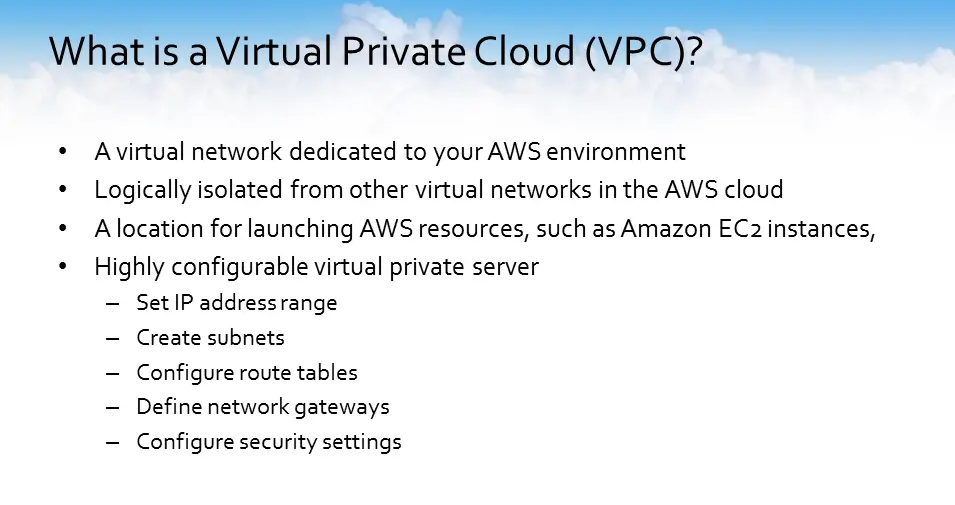 What is a Virtual Private Cloud (VPC)?
• A virtual network dedicated to your AWS environment
• Logically isolated from other virtual networks in the AWS cloud
• A location for launching AWS resources, such as Amazon EC2 instances,
• Highly configurable virtual private server
– Set IP address range
– Create subnets
– Configure route tables
– Define network gateways
– Configure security settings